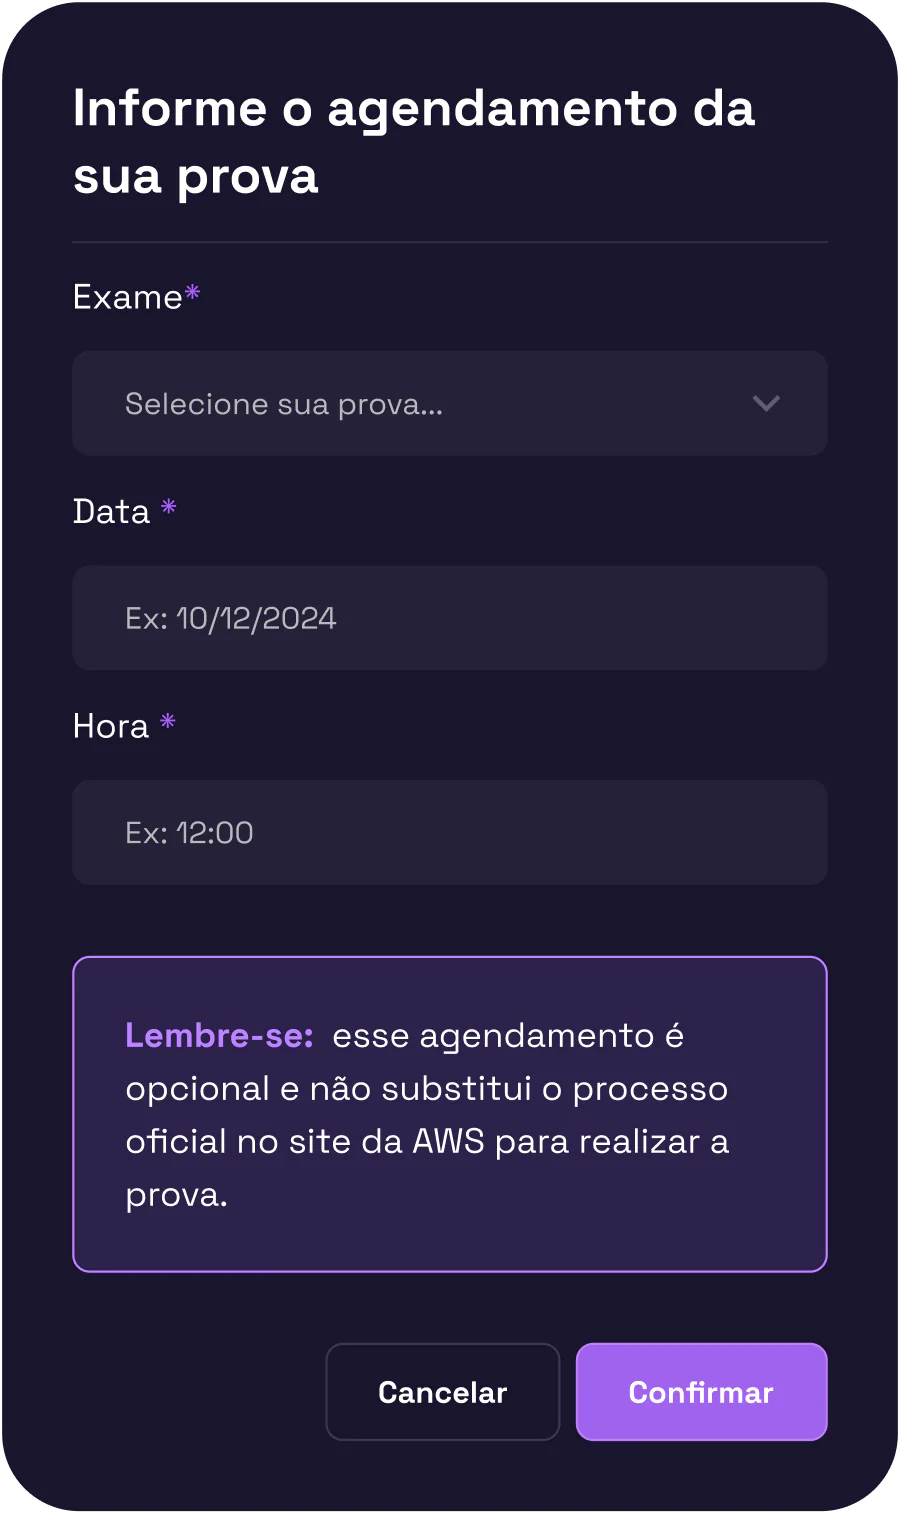 Informe o agendamento da
sua prova
Exame*
Selecione sua prova...
Data *
Ex: 10/12/2024
Hora *
Ex: 12:00
Lembre-se: esse agendamento é
opcional e não substitui o processo
oficial no site da AWS para realizar a
prova.
Cancelar
Confirmar